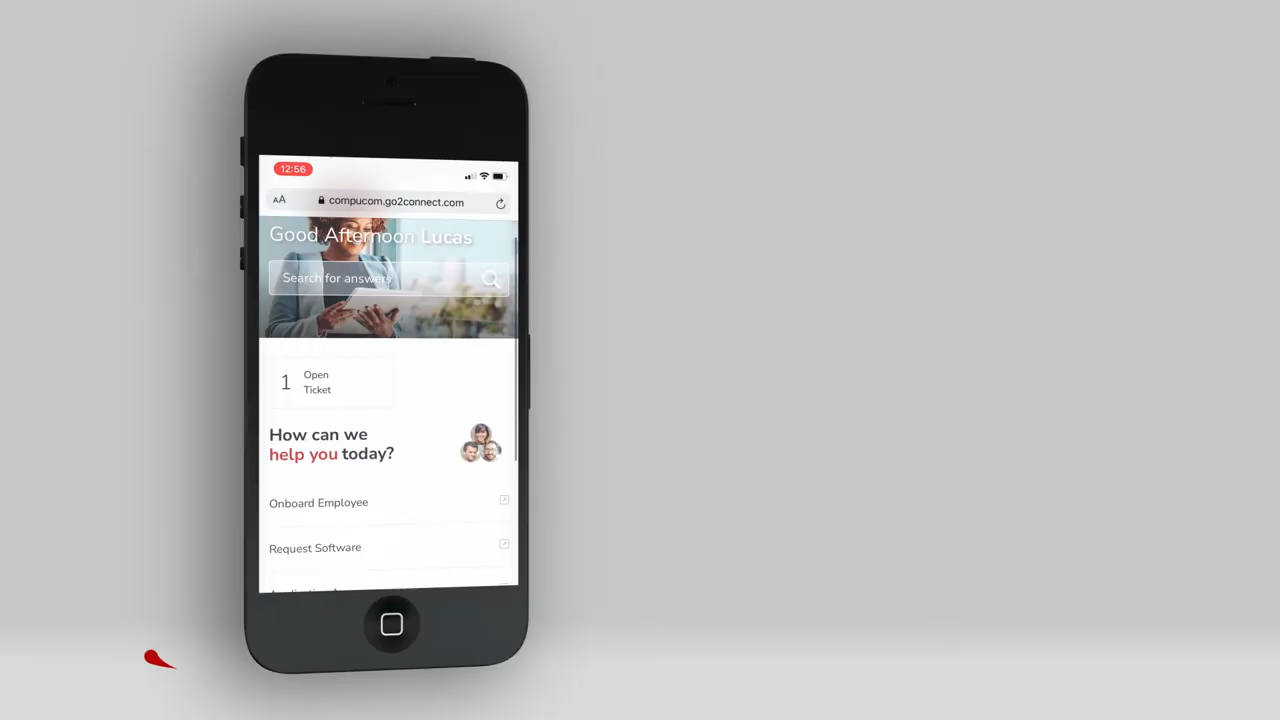 12:56
AA compucom.go2connect.com
Good Afternoon Lucas
Search for answers
1 Open
Ticket
How can we
help you today?
Onboard Employee
Request Software